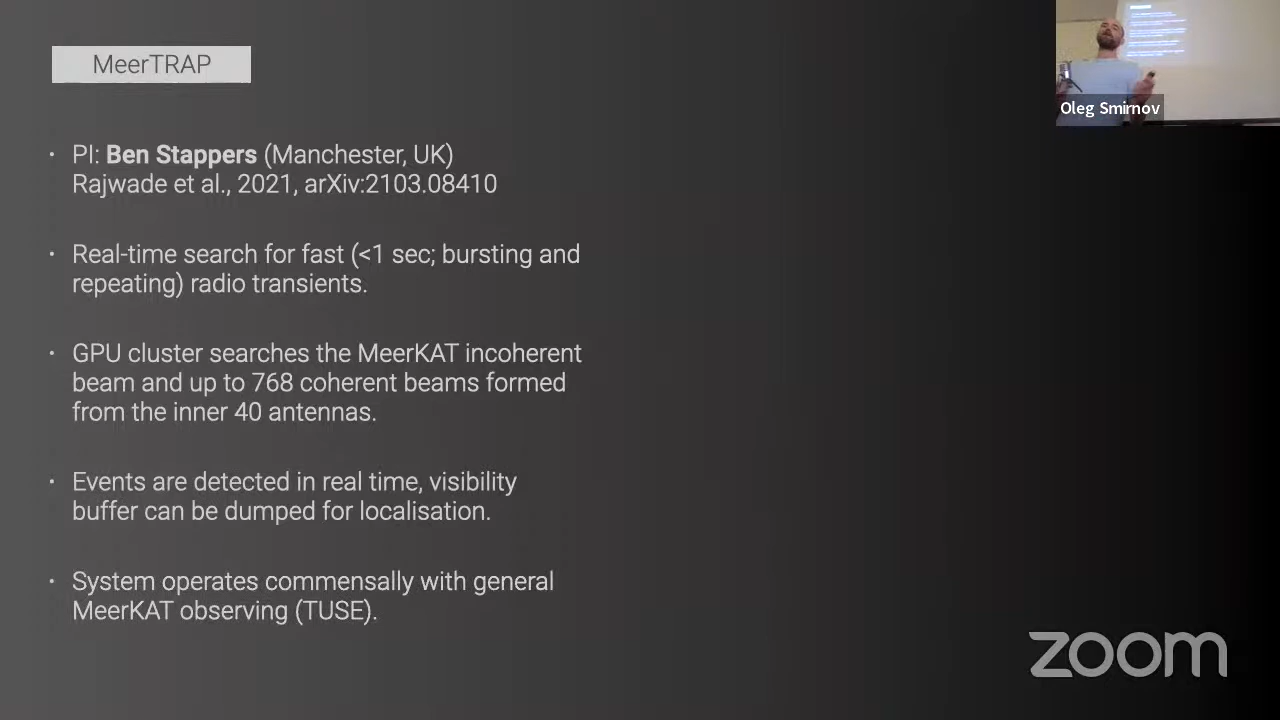 MeerTRAP
Oleg Smirnov
• PI: Ben Stappers (Manchester, UK)
Rajwade et al., 2021, arXiv:2103.08410
• Real-time search for fast (<1 sec; bursting and
repeating) radio transients.
• GPU cluster searches the MeerKAT incoherent
beam and up to 768 coherent beams formed
from the inner 40 antennas.
• Events are detected in real time, visibility
buffer can be dumped for localisation.
• System operates commensally with general
MeerKAT observing (TUSE).
zoom